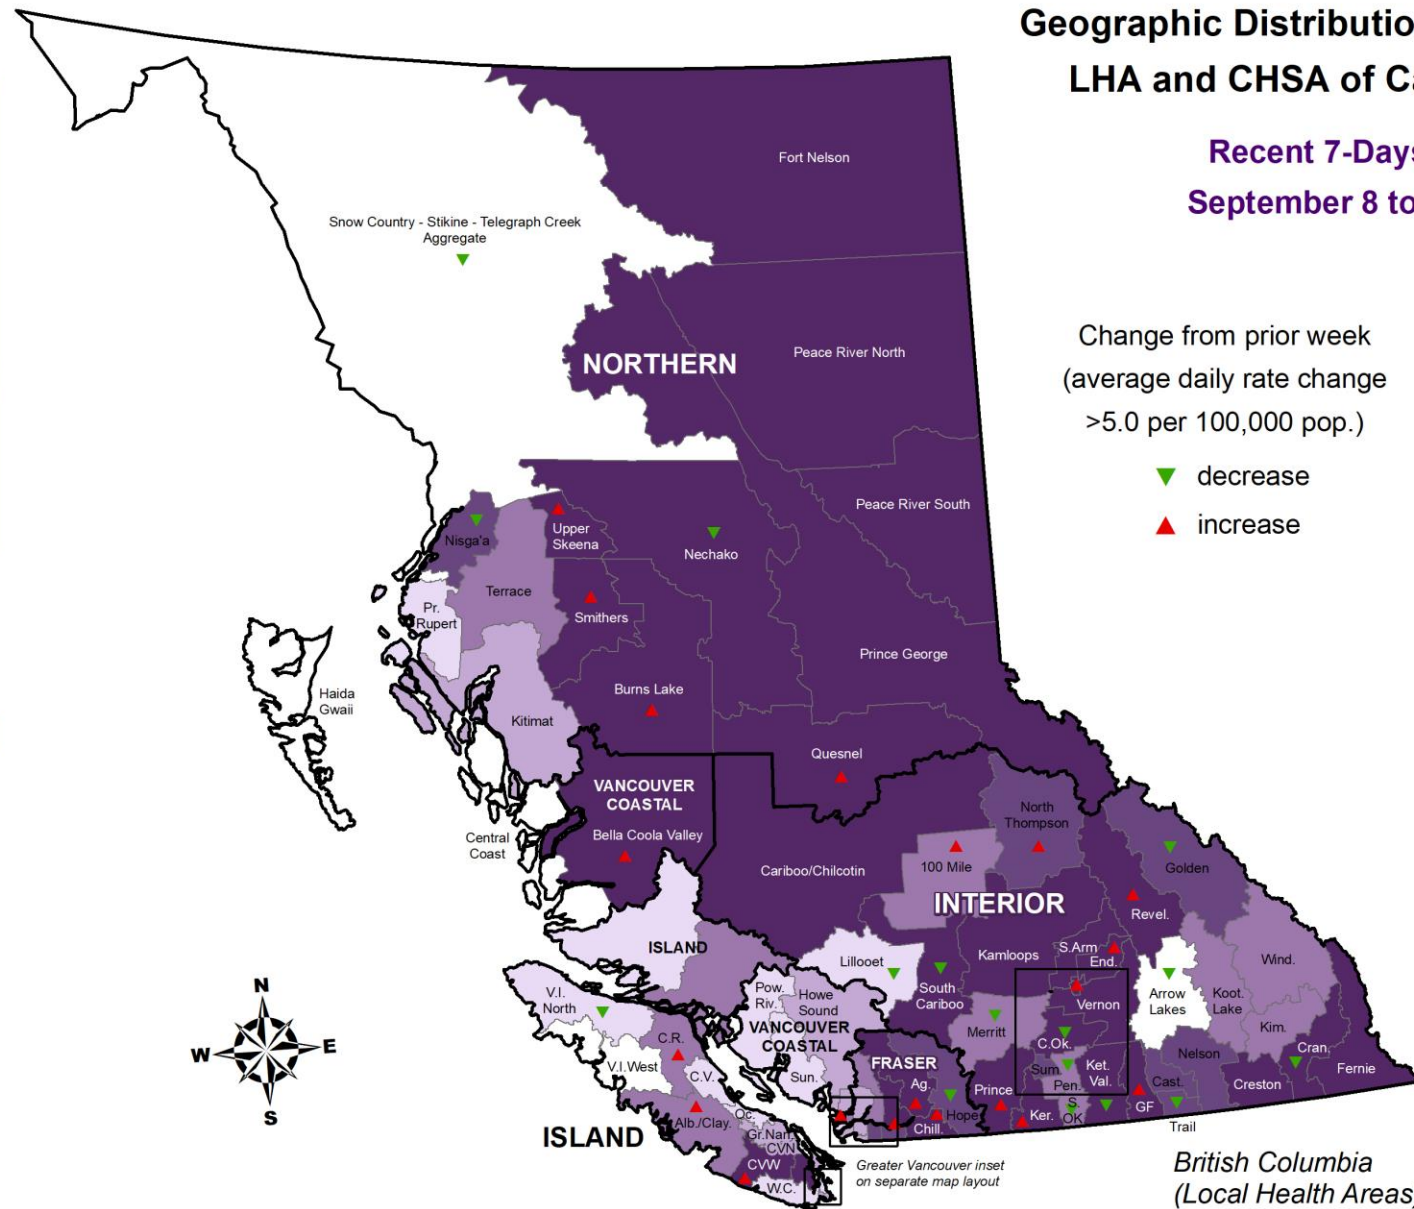 Geographic Distributio
LHA and CHSA of Ca
Recent 7-Days
September 8 to
Change from prior week
(average daily rate change
>5.0 per 100,000 pop.)
decrease
increase
Fort Nelson
Snow Country - Stikine - Telegraph Creek
Aggregate
NORTHERN
Peace River North
Peace River South
Nisga'a
Upper
Skeena
Nechako
Terrace
Pr.
Rupert
Smithers
Prince George
Haida
Gwaii
Burns Lake
Kitimat
Quesnel
VANCOUVER
COASTAL
Bella Coola Valley
Central
Coast
North
Thompson
100 Mile
Cariboo/Chilcotin
Golden
INTERIOR
Revel.
ISLAND
Lillooet
Kamloops
S.Arm
End.
Wind.
South
Cariboo
V.I.
North
Pow.
Riv.
Howe
Sound
Vernon
Arrow
Lakes
Koot.
Lake
VANCOUVER
COASTAL
Merritt
C.Ok.
Kim.
C.R.
Nelson
Cran.
V.I.West
FRASER
Sum.
Ket.
Val.
Fernie
C.V.
Sun.
Ag.
Prince
Pen.
Cast.
Creston
Oc.
S.
OK
GF
Alb./Clay.
Hope
Ker.
Chill.
Trail
Gr.Nan.
CVN
ISLAND
CVW
W.C.
Greater Vancouver inset
on separate map layout
N
W
E
S
British Columbia
(Local Health Areas)